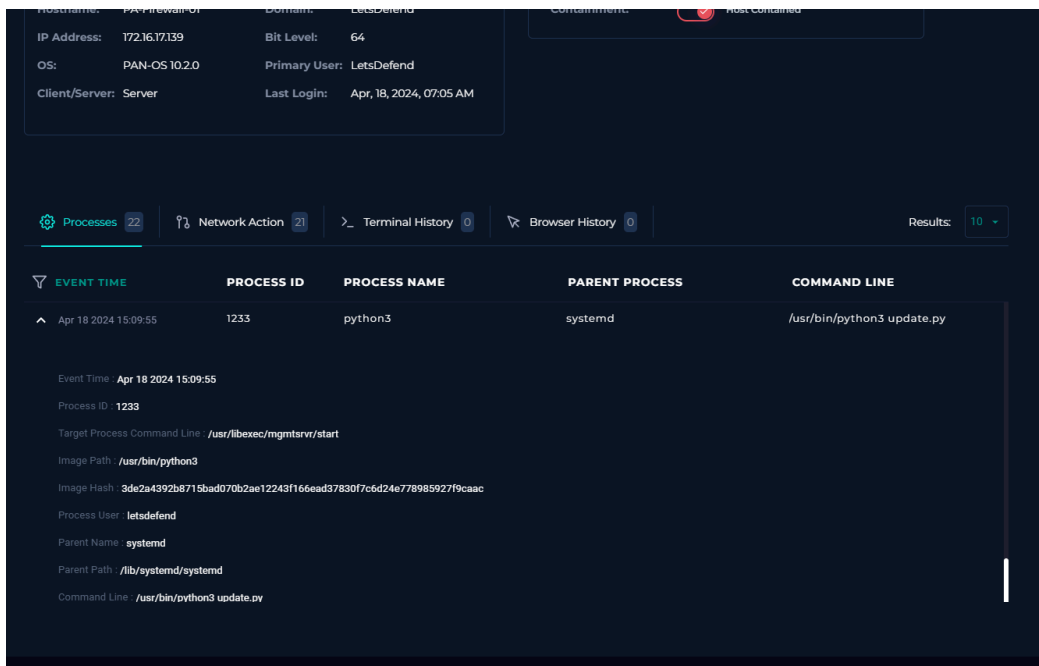 Hostname: PA-Firewall-01 Domain: LetsDefend Containment: Host Contained
IP Address: 172.16.17.139 Bit Level: 64
OS: PAN-OS 10.2.0 Primary User: LetsDefend
Client/Server: Server Last Login: Apr, 18, 2024, 07:05 AM
Processes 22 Network Action 21 >_ Terminal History 0 Browser History 0 Results: 10
EVENT TIME PROCESS ID PROCESS NAME PARENT PROCESS COMMAND LINE
Apr 18 2024 15:09:55 1233 python3 systemd /usr/bin/python3 update.py
Event Time : Apr 18 2024 15:09:55
Process ID : 1233
Target Process Command Line : /usr/libexec/mgmtsrvr/start
Image Path : /usr/bin/python3
Image Hash : 3de2a4392b8715bad070b2ae12243f166ead37830f7c6d24e778985927f9caac
Process User : letsdefend
Parent Name : systemd
Parent Path : /lib/systemd/systemd
Command Line : /usr/bin/python3 update.py